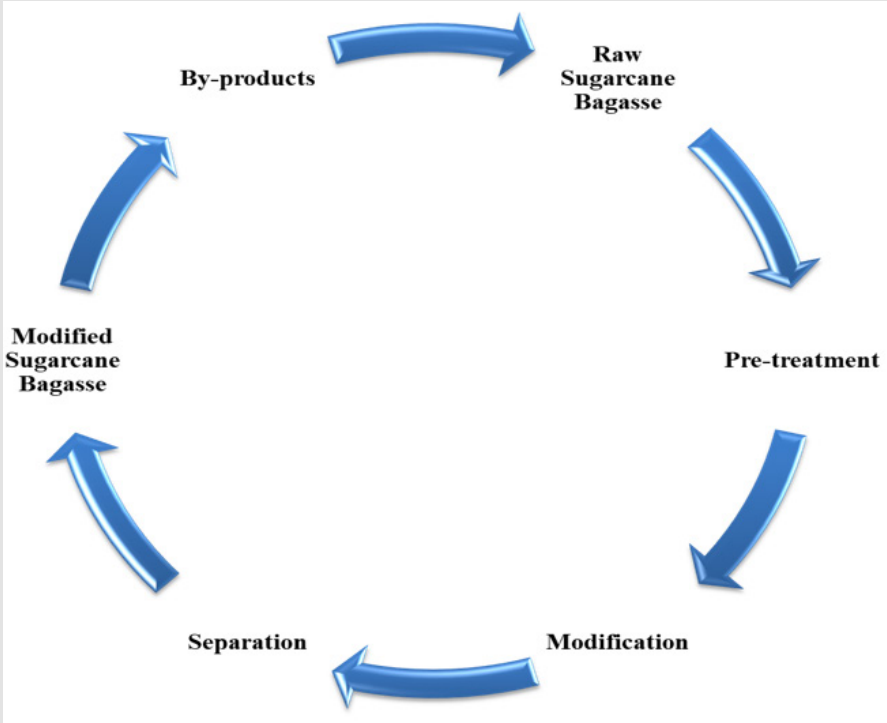 By-products
Raw
Sugarcane
Bagasse
Pre-treatment
Modification
Separation
Modified
Sugarcane
Bagasse